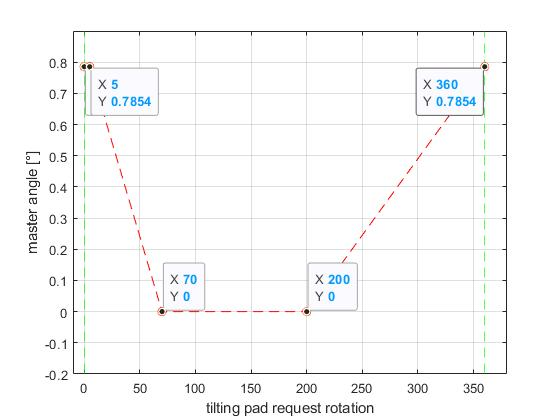 0.8
0.7
0.6
0.5
0.4
0.3
0.2
0.1
0
-0.1
-0.2
master angle [°]
X 5
Y 0.7854
X 360
Y 0.7854
X 70
Y 0
X 200
Y 0
0 50 100 150 200 250 300 350
tilting pad request rotation